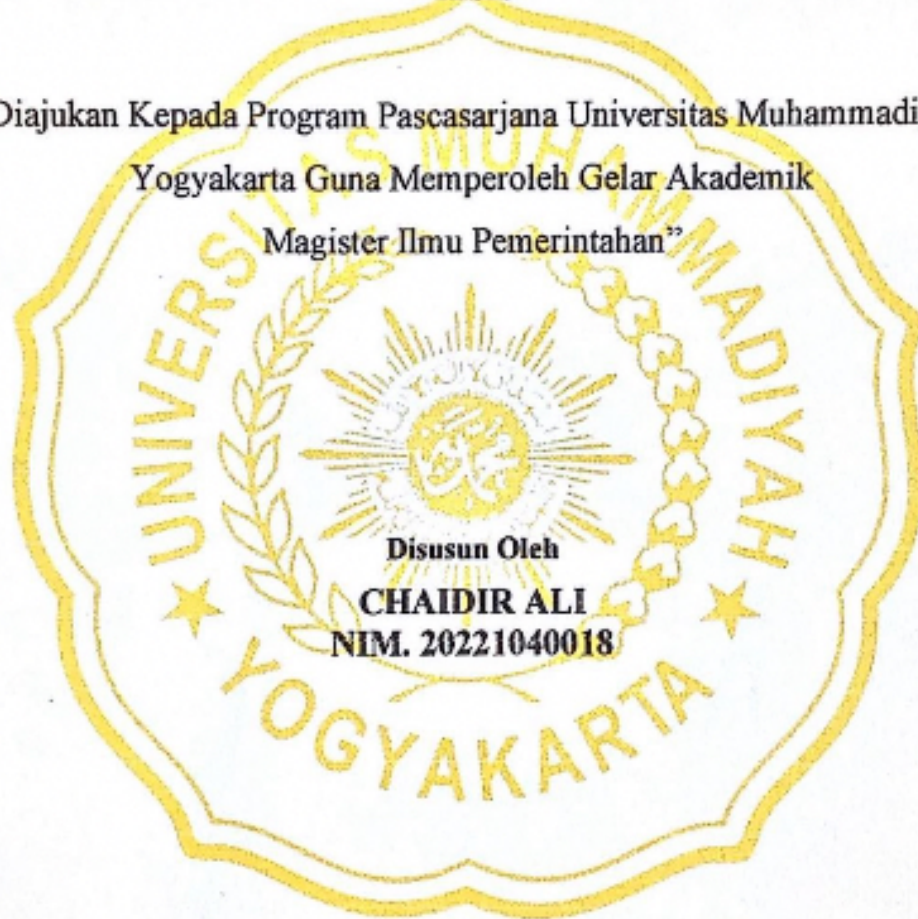 Diajukan Kepada Program Pascasarjana Universitas Muhammadi
Yogyakarta Guna Memperoleh Gelar Akademik
Magister Ilmu Pemerintahan”
UNIVERSITAS MUHAMMADIYAH
Disusun Oleh
CHAIDIR ALI
NIM. 20221040018
★ YOGYAKARTA ★